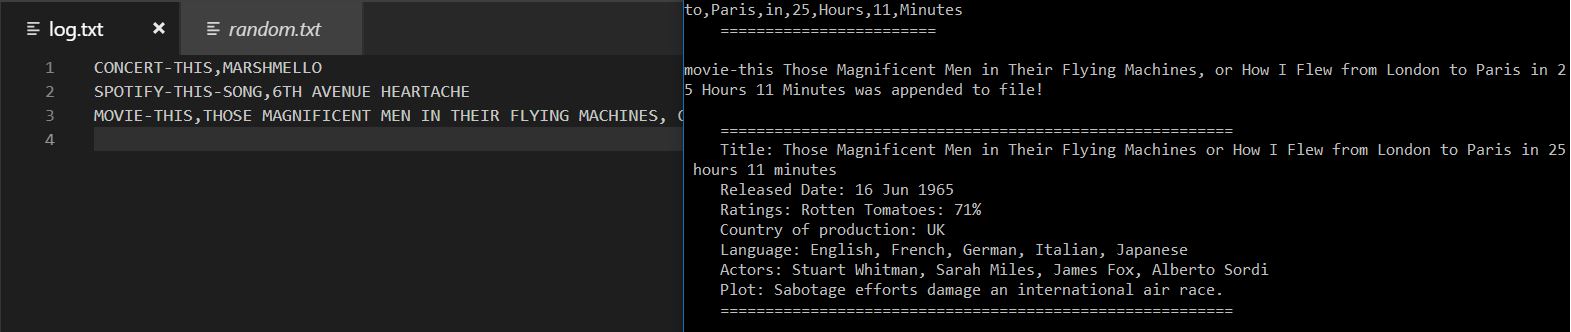 log.txt
random.txt
1 CONCERT-THIS,MARSHMELLO
2 SPOTIFY-THIS-SONG,6TH AVENUE HEARTACHE
3 MOVIE-THIS,THOSE MAGNIFICENT MEN IN THEIR FLYING MACHINES,
4
to,Paris,in,25,Hours,11,Minutes
========================
movie-this Those Magnificent Men in Their Flying Machines, or How I Flew from London to Paris in 2
5 Hours 11 Minutes was appended to file!
=========================================================
Title: Those Magnificent Men in Their Flying Machines or How I Flew from London to Paris in 25
hours 11 minutes
Released Date: 16 Jun 1965
Ratings: Rotten Tomatoes: 71%
Country of production: UK
Language: English, French, German, Italian, Japanese
Actors: Stuart Whitman, Sarah Miles, James Fox, Alberto Sordi
Plot: Sabotage efforts damage an international air race.
=========================================================